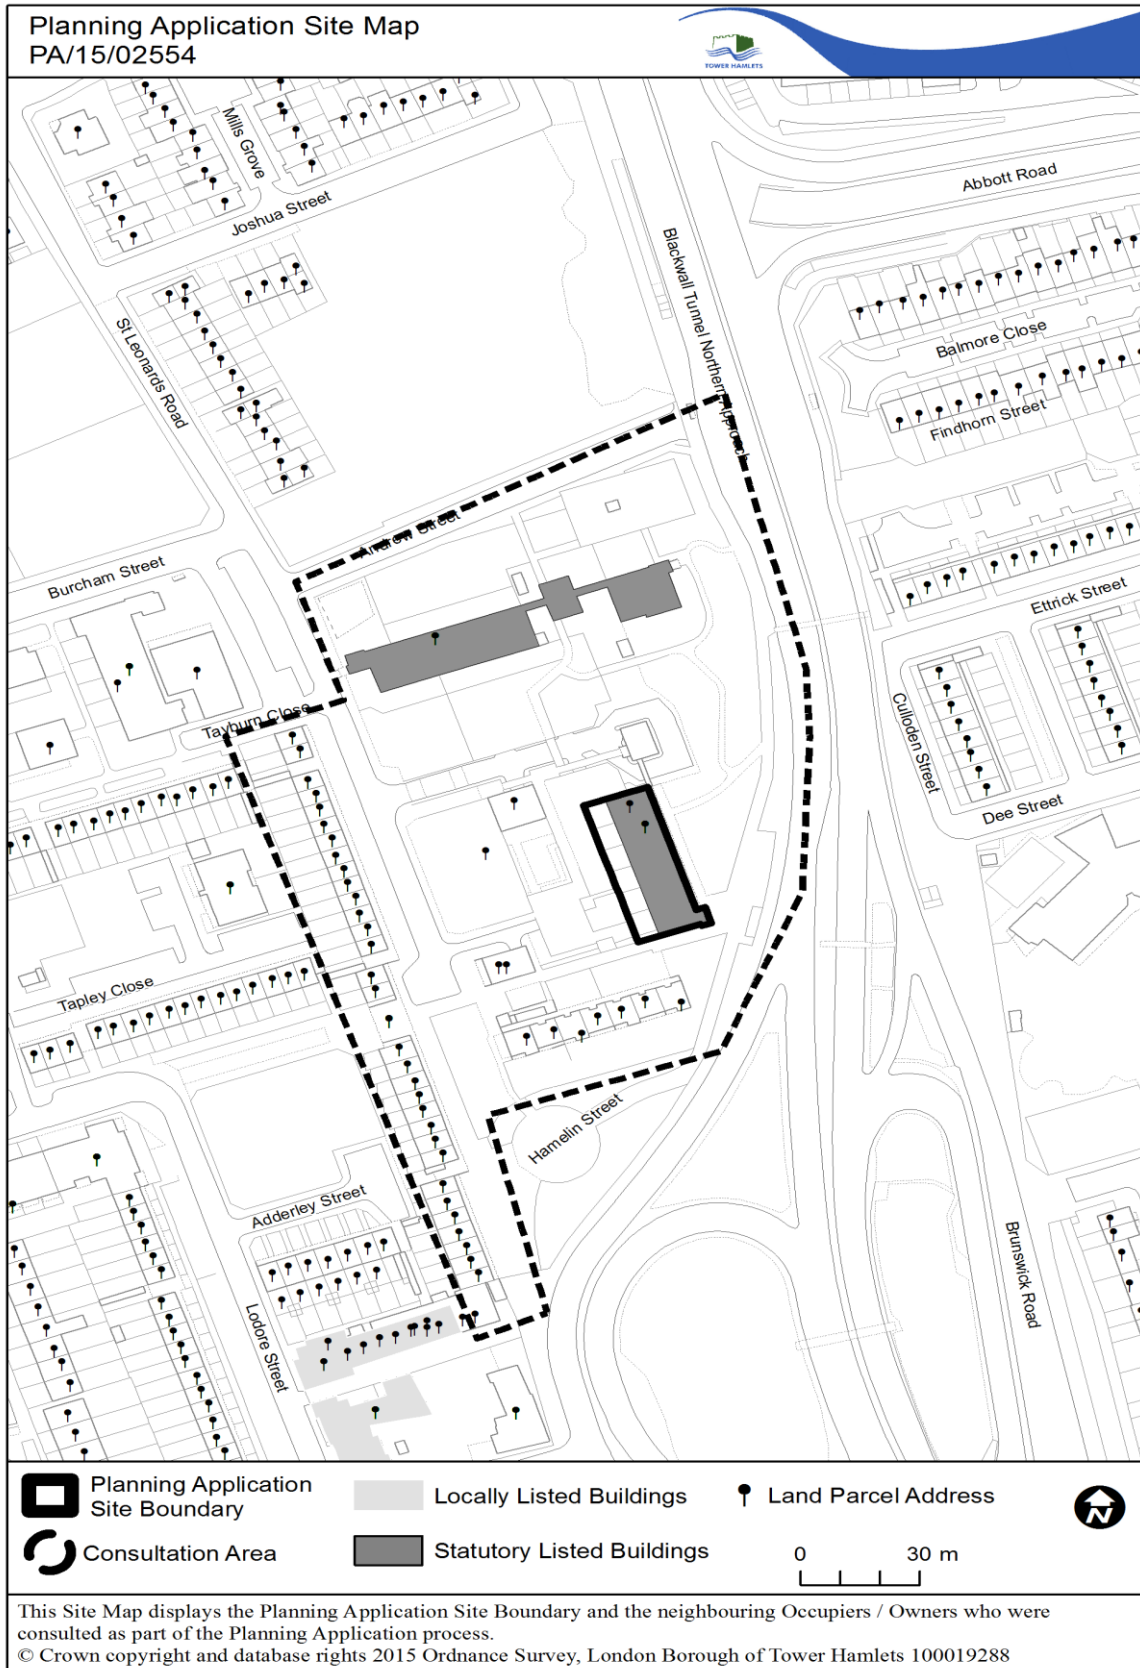 Planning Application Site Map
PA/15/02554
TOWER HAMLETS
Mills Grove
Joshua Street
Abbott Road
Blackwall Tunnel Northern Approach
St Leonards Road
Balmore Close
Findhorn Street
Andrew Street
Burcham Street
Ettrick Street
Tayburn Close
Culloden Street
Dee Street
Tapley Close
Hamelin Street
Adderley Street
Brunswick Road
Lodore Street
Planning Application
Site Boundary
Locally Listed Buildings
Land Parcel Address
N
Consultation Area
Statutory Listed Buildings
0 30 m
This Site Map displays the Planning Application Site Boundary and the neighbouring Occupiers / Owners who were
consulted as part of the Planning Application process.
© Crown copyright and database rights 2015 Ordnance Survey, London Borough of Tower Hamlets 100019288